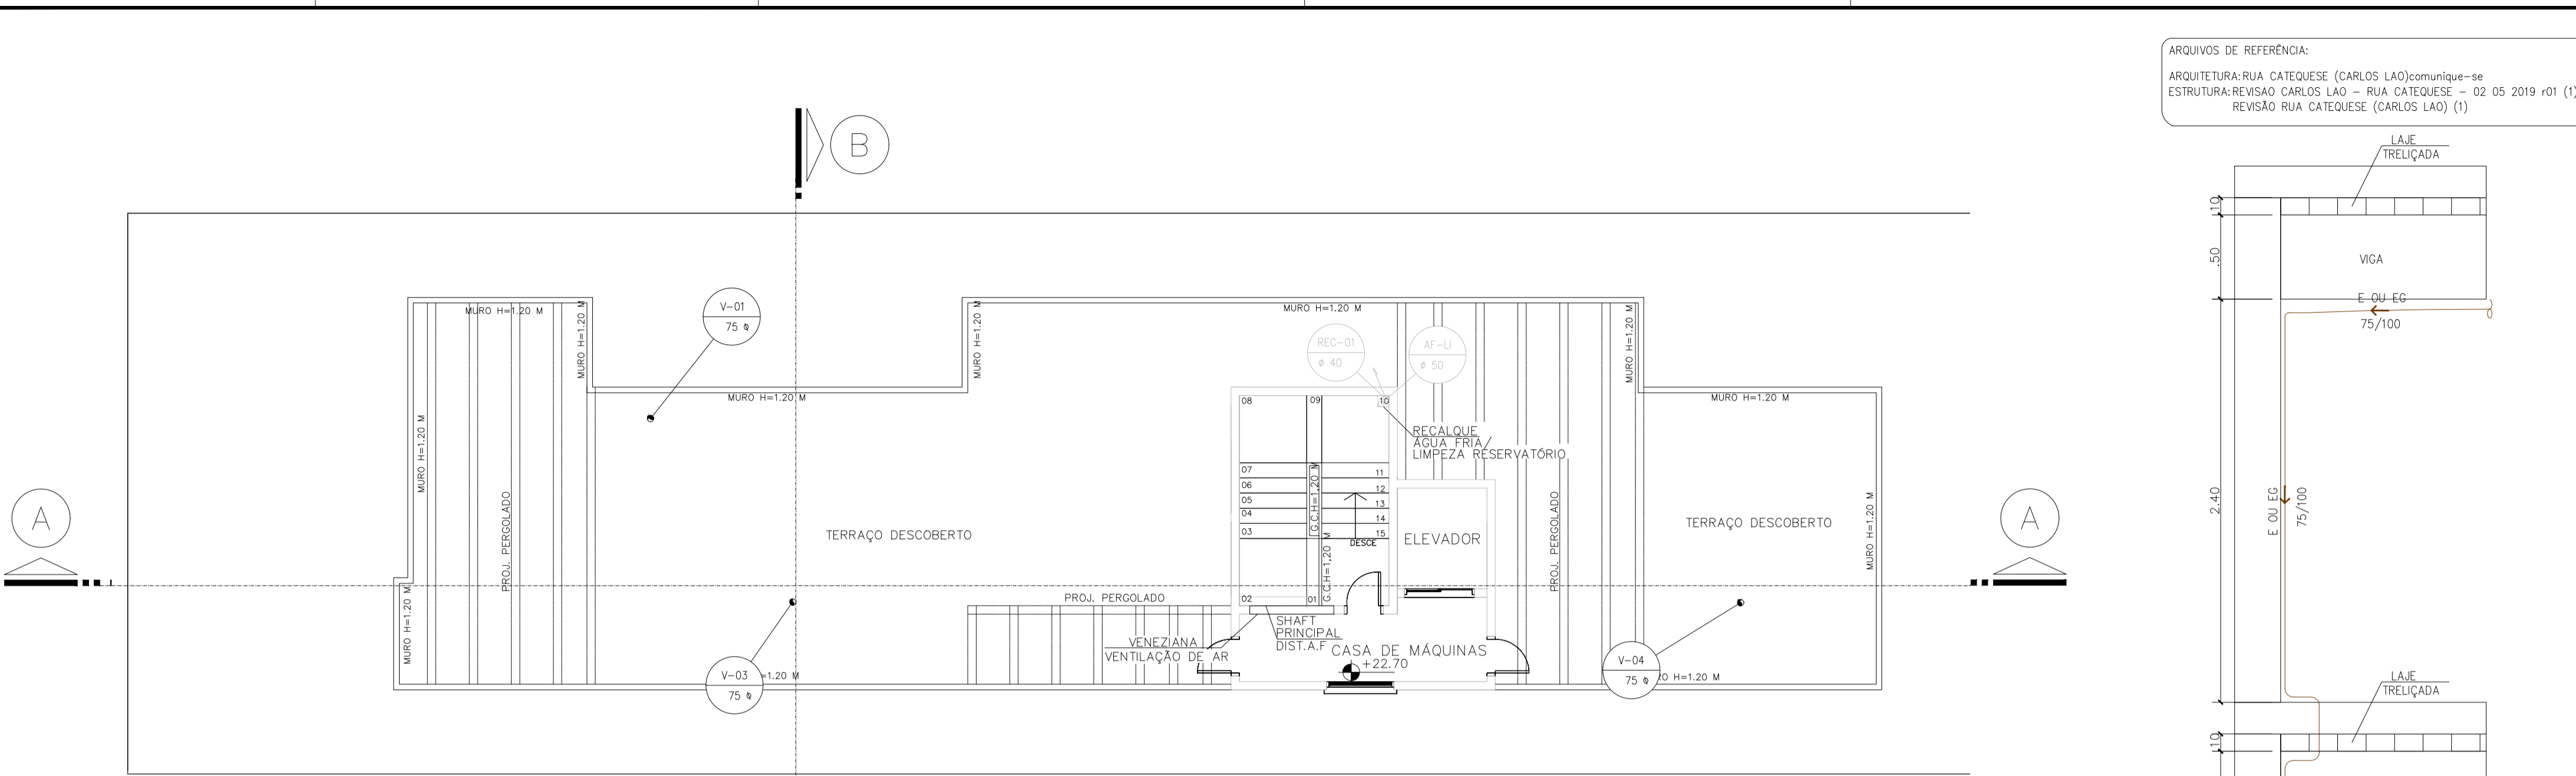 ARQUIVOS DE REFERÊNCIA:
ARQUITETURA: RUA CATEQUESE (CARLOS LAO)comunique-se
ESTRUTURA: REVISAO CARLOS LAO - RUA CATEQUESE - 02 05 2019 r01 (1)
REVISÃO RUA CATEQUESE (CARLOS LAO) (1)
B
A
A
MURO H=1.20 M
MURO H=1.20 M
V-01
75 ø
MURO H=1.20 M
MURO H=1.20 M
MURO H=1.20 M
MURO H=1.20 M
MURO H=1.20 M
MURO H=1.20 M
MURO H=1.20 M
MURO H=1.20 M
MURO H=1.20 M
REC-01
ø 40
AF-LI
ø 50
RECALQUE
ÁGUA FRIA/
LIMPEZA RESERVATÓRIO
08
09
10
07
06
05
04
03
02
01
11
12
13
14
15
G.C.H=1,20 M
G.C.H=1,20 M
DESCE
ELEVADOR
PROJ. PERGOLADO
PROJ. PERGOLADO
PROJ. PERGOLADO
TERRAÇO DESCOBERTO
TERRAÇO DESCOBERTO
VENEZIANA
VENTILAÇÃO DE AR
SHAFT
PRINCIPAL
DIST.A.F
CASA DE MÁQUINAS
+22.70
V-03
75 ø
=1.20 M
V-04
75 ø
RO H=1.20 M
LAJE
TRELIÇADA
.10
.50
VIGA
E OU EG
75/100
2.40
E OU EG
75/100
LAJE
TRELIÇADA
.10